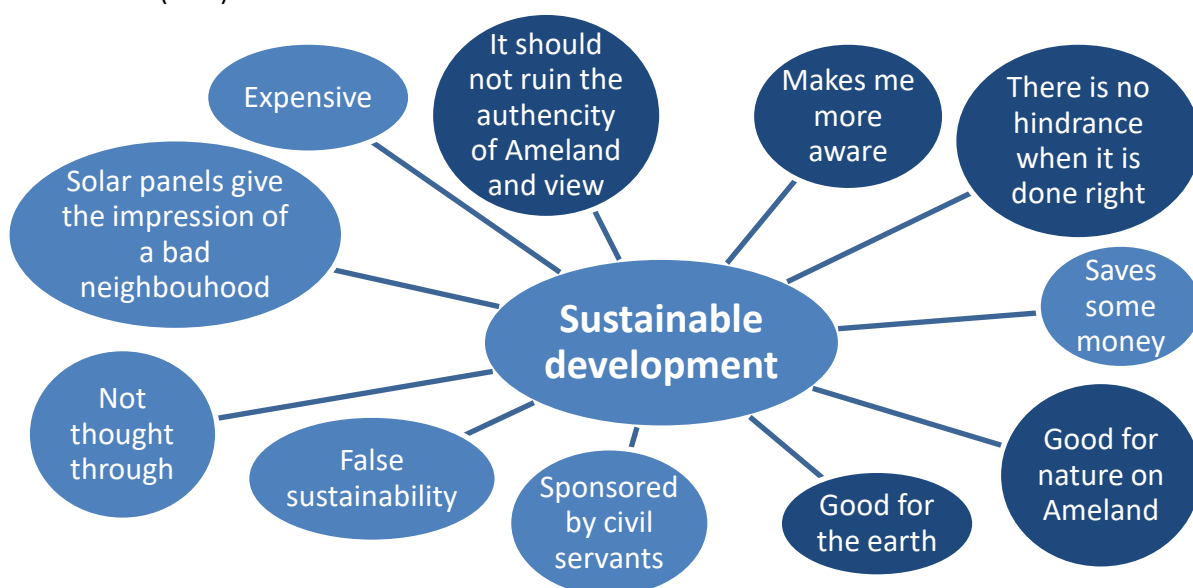 It should
not ruin the
authencity
of Ameland
and view
Makes me
more
aware
There is no
hindrance
when it is
done right
Expensive
Solar panels give
the impression of
a bad
neighbouhood
Saves
some
money
Sustainable
development
Not
thought
through
False
sustainability
Sponsored
by civil
servants
Good for
the earth
Good for
nature on
Ameland